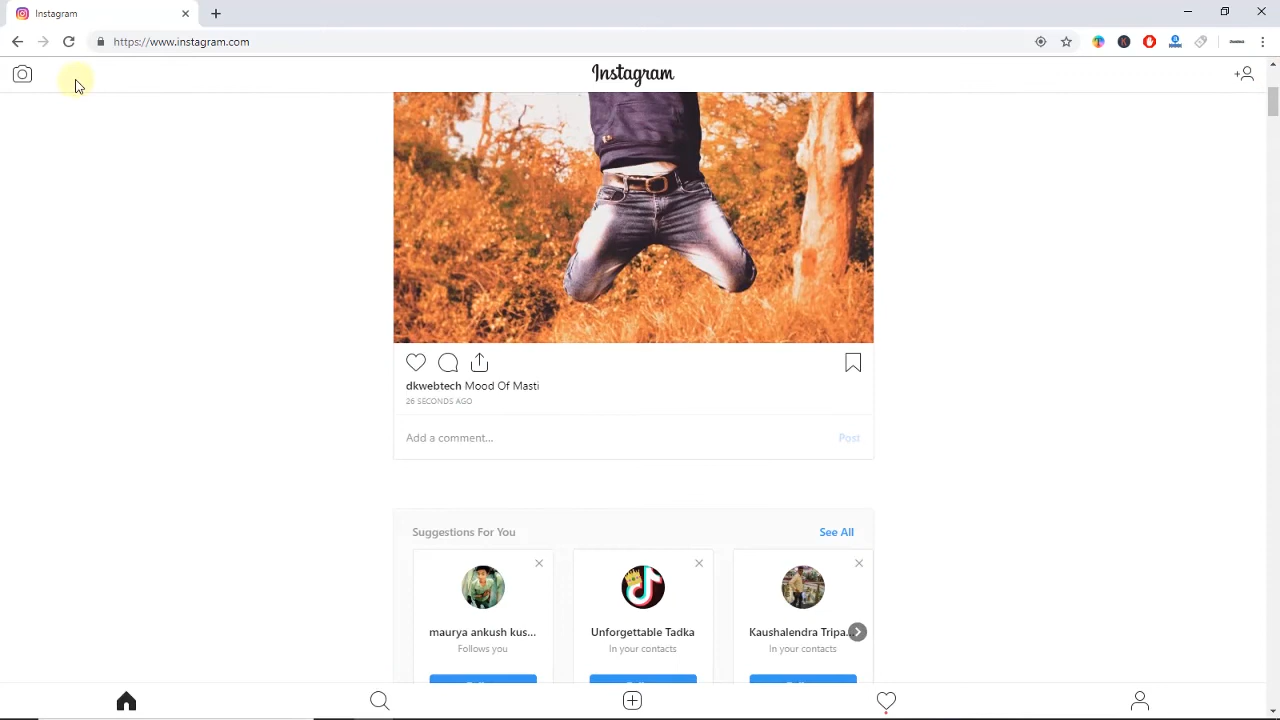 Instagram
https://www.instagram.com
Instagram
dkwebtech Mood Of Masti
26 SECONDS AGO
Add a comment...
Post
Suggestions For You
See All
maurya ankush kus...
Unforgettable Tadka
Kaushalendra Tripa...
Follows you
In your contacts
In your contacts